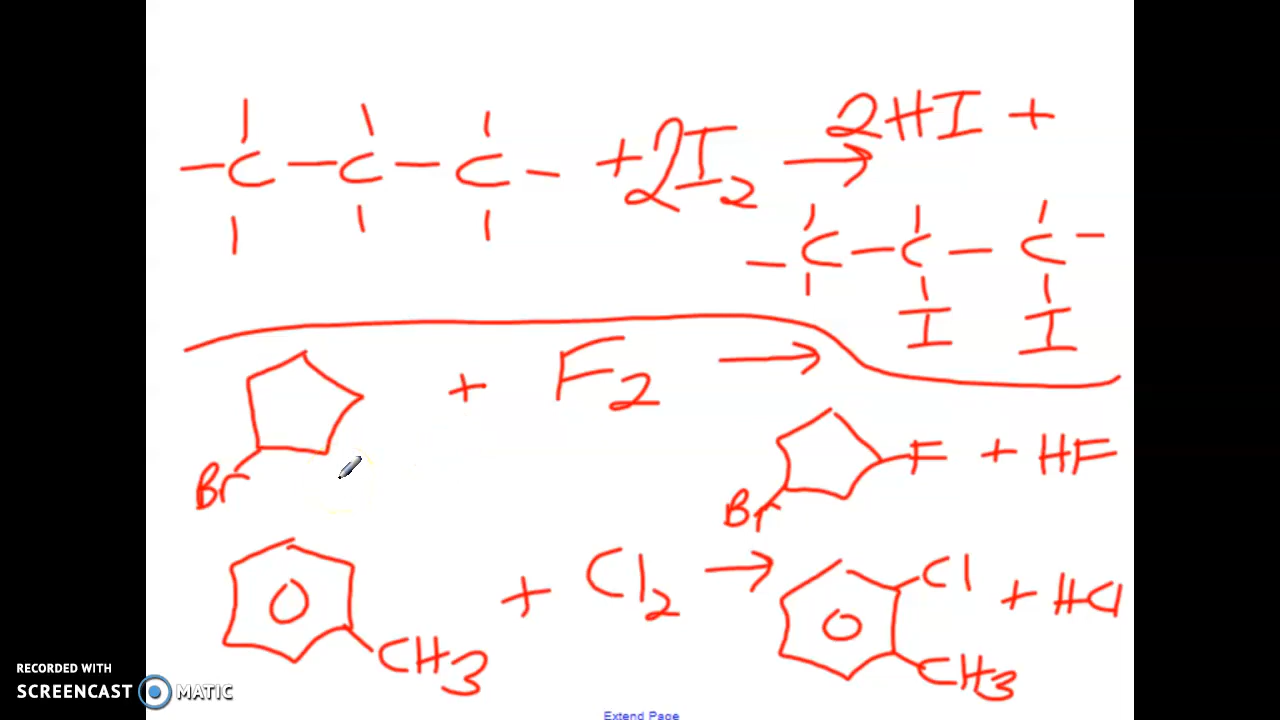 C C C + 2I2 → 2HI +
C C C
I I
+ F2 →
Br
F + HF
Br
+ Cl2 → Cl + HCl
CH3
CH3
RECORDED WITH
SCREENCAST MATIC
Extend Page